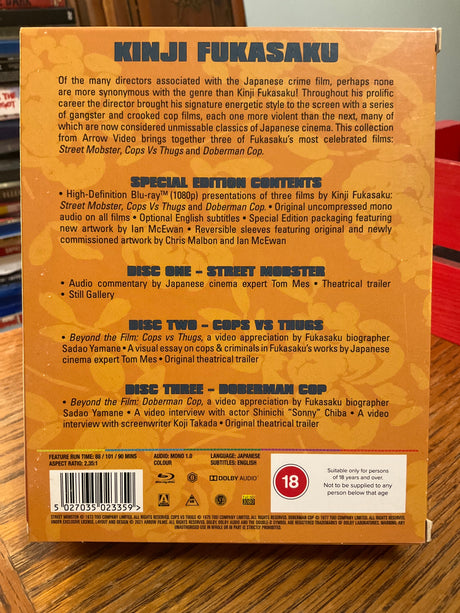 KINJI FUKASAKU
Of the many directors associated with the Japanese crime film, perhaps none
are more synonymous with the genre than Kinji Fukasaku! Throughout his prolific
career the director brought his signature energetic style to the screen with a series
of gangster and crooked cop films, each one more violent than the next, many of
which are now considered unmissable classics of Japanese cinema. This collection
from Arrow Video brings together three of Fukasaku's most celebrated films:
Street Mobster, Cops Vs Thugs and Doberman Cop.
SPECIAL EDITION CONTENTS
• High-Definition Blu-ray™ (1080p) presentations of three films by Kinji Fukasaku:
Street Mobster, Cops Vs Thugs and Doberman Cop. • Original uncompressed mono
audio on all films • Optional English subtitles • Special Edition packaging featuring
new artwork by Ian McEwan • Reversible sleeves featuring original and newly
commissioned artwork by Chris Malbon and Ian McEwan
DISC ONE – STREET MOBSTER
• Audio commentary by Japanese cinema expert Tom Mes • Theatrical trailer
• Still Gallery
DISC TWO – COPS VS THUGS
• Beyond the Film: Cops vs Thugs, a video appreciation by Fukasaku biographer
Sadao Yamane • A visual essay on cops & criminals in Fukasaku's works by Japanese
cinema expert Tom Mes • Original theatrical trailer
DISC THREE – DOBERMAN COP
• Beyond the Film: Doberman Cop, a video appreciation by Fukasaku biographer
Sadao Yamane • A video interview with actor Shinichi "Sonny" Chiba • A video
interview with screenwriter Koji Takada • Original theatrical trailer
FEATURE RUN TIME: 88 / 101 / 90 MINS
ASPECT RATIO: 2.35:1
AUDIO: MONO 1.0
COLOUR
LANGUAGE: JAPANESE
SUBTITLES: ENGLISH
5 027035 023359 >
DOLBY AUDIO
18
Suitable only for persons
of 18 years and over.
Not to be supplied to any
person below that age